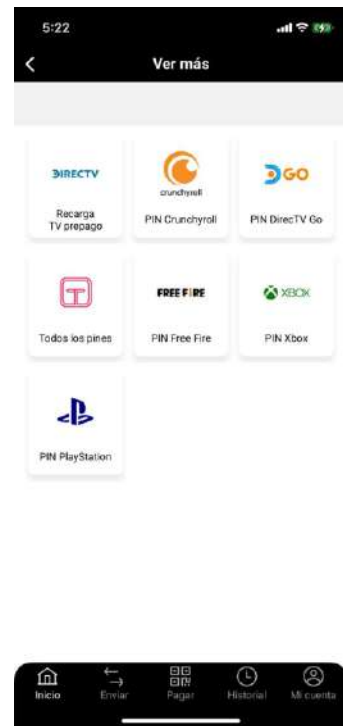 5:22
Ver más
DIRECTV
Recarga
TV prepago
crunchyroll
PIN Crunchyroll
DGO
PIN DirecTV Go
Todos los pines
FREE FIRE
PIN Free Fire
XBOX
PIN Xbox
PIN PlayStation
Inicio
Enviar
Pagar
Historial
Mi cuenta